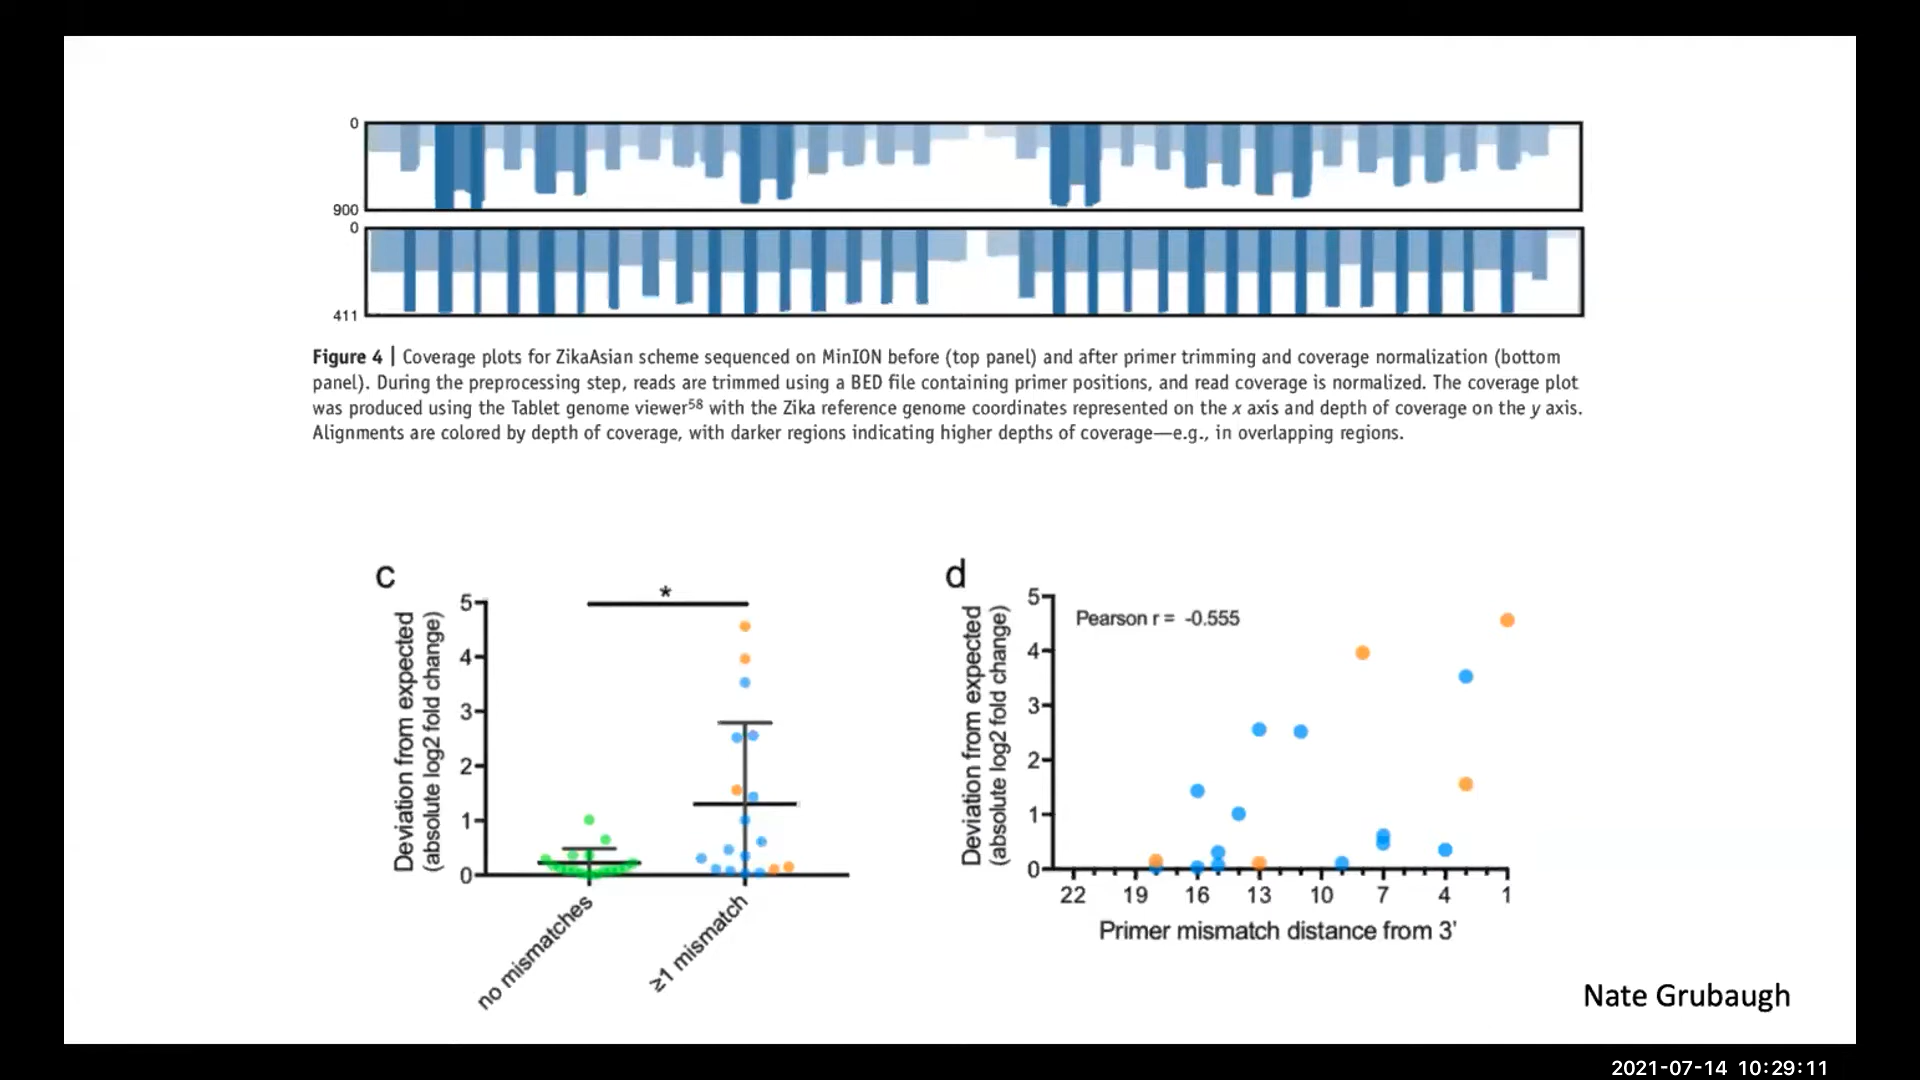 0
900
0
411
Figure 4 | Coverage plots for ZikaAsian scheme sequenced on MinION before (top panel) and after primer trimming and coverage normalization (bottom
panel). During the preprocessing step, reads are trimmed using a BED file containing primer positions, and read coverage is normalized. The coverage plot
was produced using the Tablet genome viewer⁵⁸ with the Zika reference genome coordinates represented on the x axis and depth of coverage on the y axis.
Alignments are colored by depth of coverage, with darker regions indicating higher depths of coverage—e.g., in overlapping regions.
c
*
Deviation from expected
(absolute log2 fold change)
5
4
3
2
1
0
no mismatches
≥1 mismatch
d
Pearson r = -0.555
Deviation from expected
(absolute log2 fold change)
5
4
3
2
1
0
22 19 16 13 10 7 4 1
Primer mismatch distance from 3'
Nate Grubaugh
2021-07-14 10:29:11